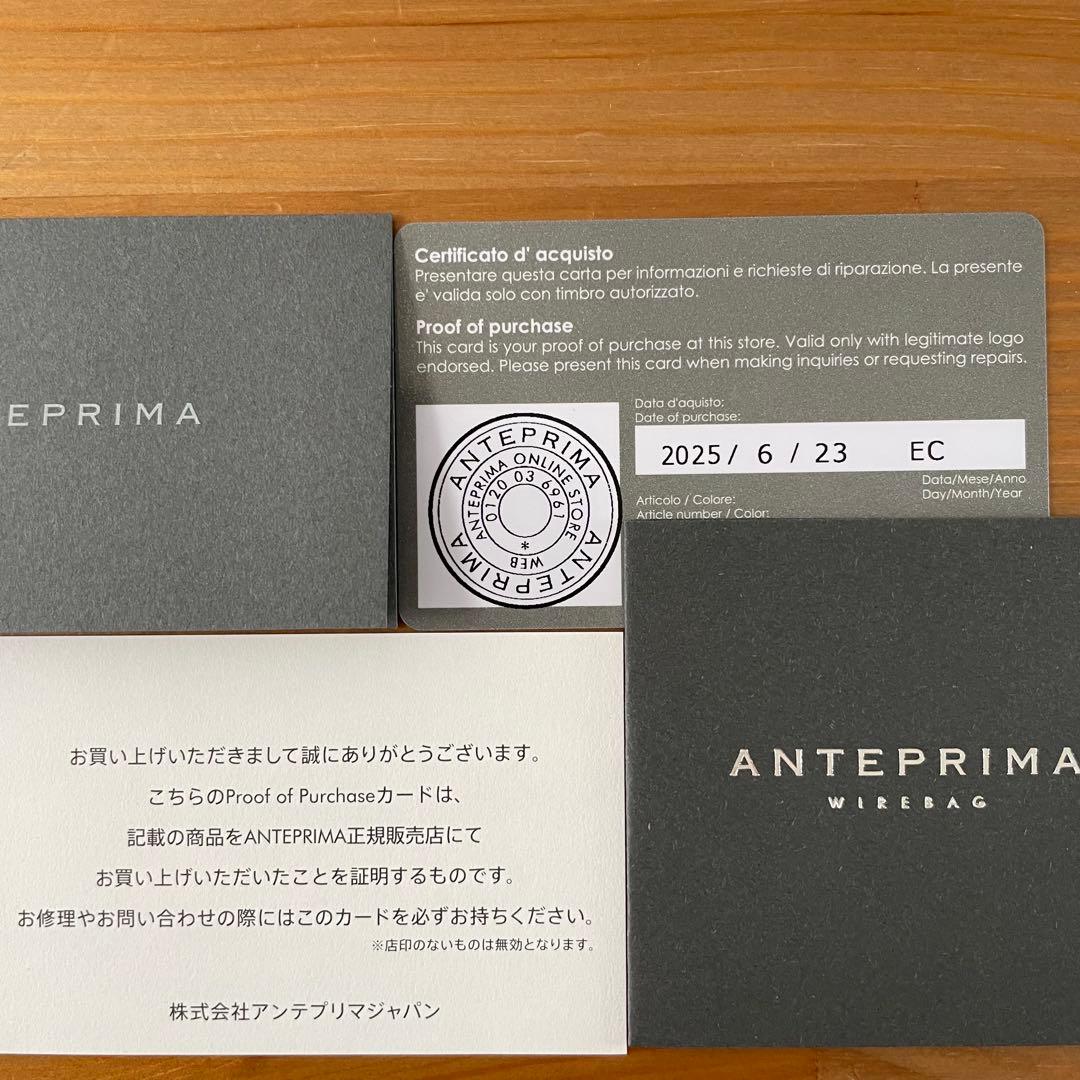 EPRIMA
Certificato d' acquisto
Presentare questa carta per informazioni e richieste di riparazione. La presente
e' valida solo con timbro autorizzato.
Proof of purchase
This card is your proof of purchase at this store. Valid only with legitimate logo
endorsed. Please present this card when making inquiries or requesting repairs.
ANTEPRIMA
ANTEPRIMA ONLINE STORE
0120 03 6961
*
WEB
ANTEPRIMA
Data d'aquisto:
Date of purchase:
2025/ 6 / 23 EC
Data/Mese/Anno
Day/Month/Year
Articolo / Colore:
Article number / Color:
お買い上げいただきまして誠にありがとうございます。
こちらのProof of Purchaseカードは、
記載の商品をANTEPRIMA正規販売店にて
お買い上げいただいたことを証明するものです。
お修理やお問い合わせの際にはこのカードを必ずお持ちください。
※店印のないものは無効となります。
株式会社アンテプリマジャパン
ANTEPRIMA
WIREBAG